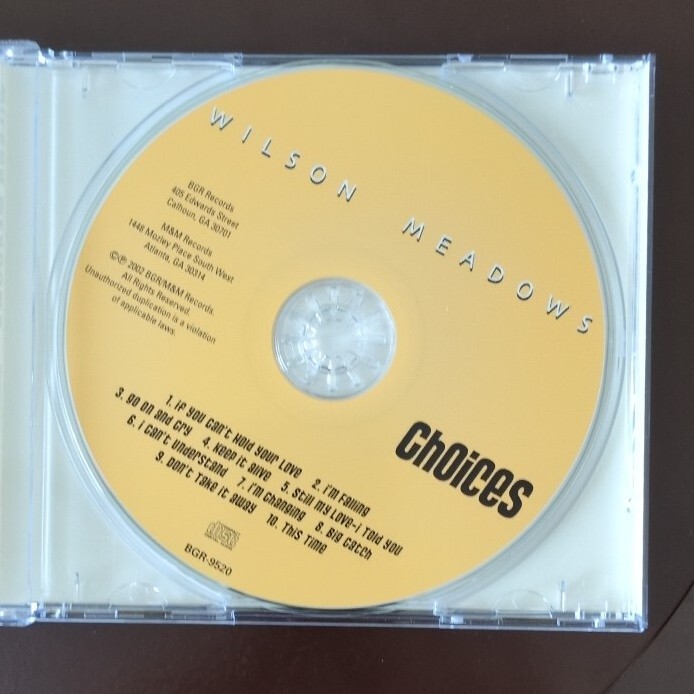 WILSON MEADOWS
BGR Records
405 Edwards Street
Calhoun, GA 30701
M&M Records
1448 Mozley Place South West
Atlanta, GA 30314
©℗ 2002 BGR/M&M Records.
All Rights Reserved.
Unauthorized duplication is a violation
of applicable laws.
Choices
1. if you can't Hold your Love 2. i'm Falling
3. go on and Cry 4. Keep it alive 5. Still my Love-i Told you
6. i Can't Understand 7. i'm Changing 8. Big Catch
9. Don't Take it away 10. This Time
BGR-9520